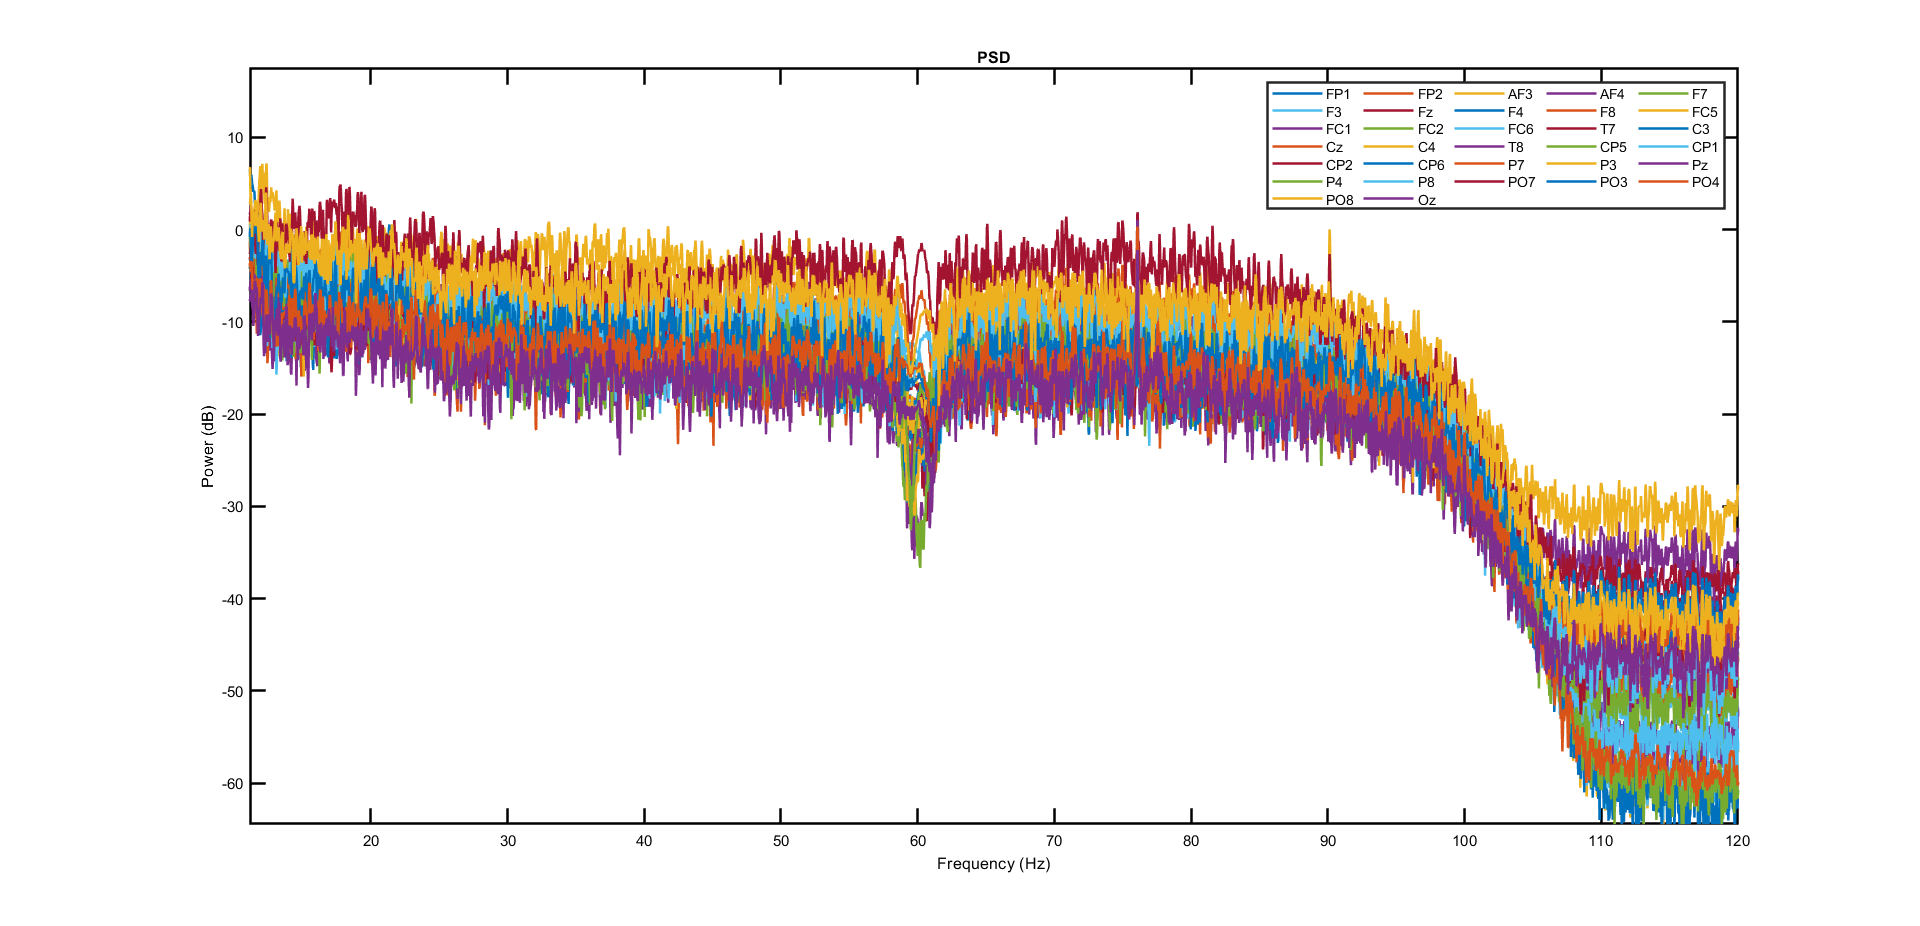 PSD
FP1 FP2 AF3 AF4 F7
F3 Fz F4 F8 FC5
FC1 FC2 FC6 T7 C3
Cz C4 T8 CP5 CP1
CP2 CP6 P7 P3 Pz
P4 P8 PO7 PO3 PO4
PO8 Oz
10
0
-10
-20
-30
-40
-50
-60
Power (dB)
20 30 40 50 60 70 80 90 100 110 120
Frequency (Hz)